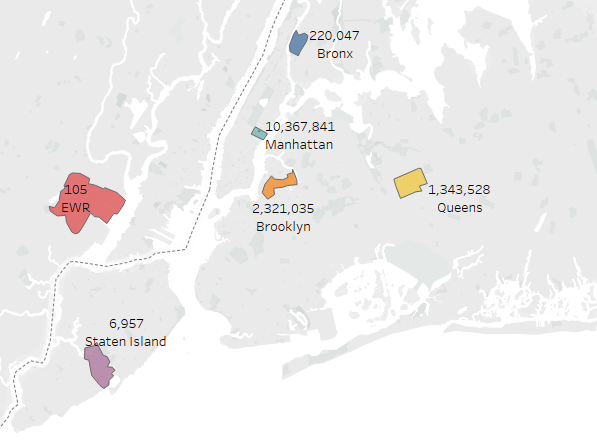 220,047
Bronx
10,367,841
Manhattan
105
EWR
1,343,528
Queens
2,321,035
Brooklyn
6,957
Staten Island